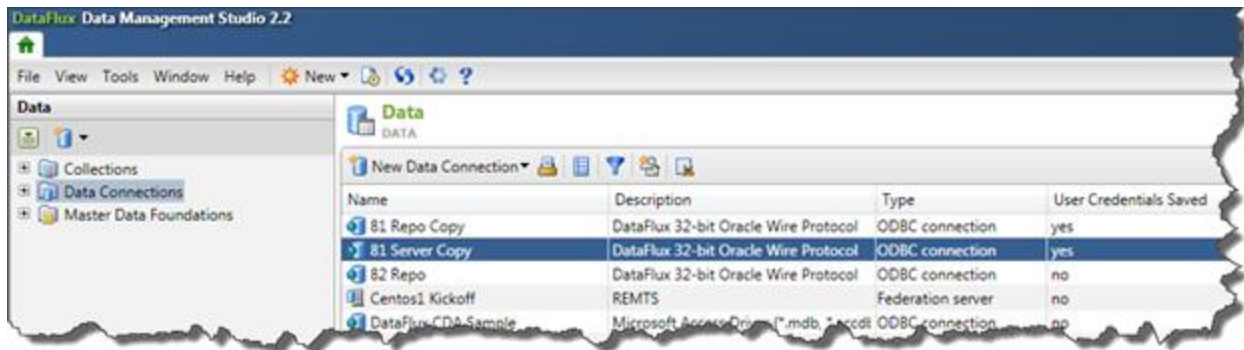 DataFlux Data Management Studio 2.2
File View Tools Window Help New
Data
Collections
Data Connections
Master Data Foundations
Data
DATA
New Data Connection
Name Description Type User Credentials Saved
81 Repo Copy DataFlux 32-bit Oracle Wire Protocol ODBC connection yes
81 Server Copy DataFlux 32-bit Oracle Wire Protocol ODBC connection yes
82 Repo DataFlux 32-bit Oracle Wire Protocol ODBC connection no
Centos1 Kickoff REMTS Federation server no
DataFlux CDA Sample Microsoft Access Driver (*.mdb, *.accdb ODBC connection no